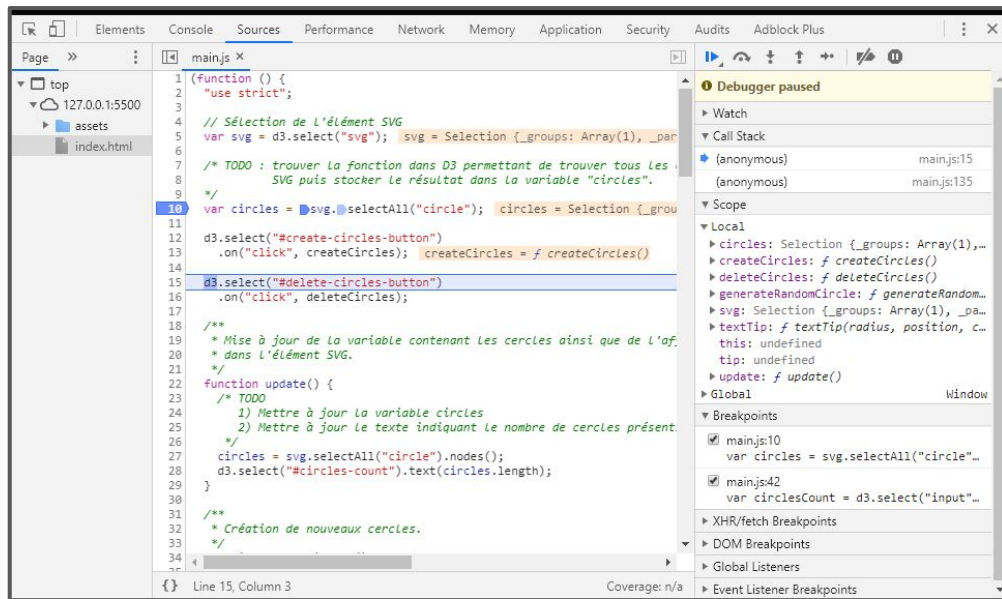 Elements Console Sources Performance Network Memory Application Security Audits Adblock Plus
Page » main.js ×
top
127.0.0.1:5500
assets
index.html
1 (function () {
2 "use strict";
3
4 // Sélection de l'élément SVG
5 var svg = d3.select("svg"); svg = Selection {_groups: Array(1), _par
6
7 /* TODO : trouver la fonction dans D3 permettant de trouver tous les
8 SVG puis stocker le résultat dans la variable "circles".
9 */
10 var circles = svg.selectAll("circle"); circles = Selection {_grou
11
12 d3.select("#create-circles-button")
13 .on("click", createCircles); createCircles = ƒ createCircles()
14
15 d3.select("#delete-circles-button")
16 .on("click", deleteCircles);
17
18 /**
19 * Mise à jour de la variable contenant les cercles ainsi que de l'af
20 * dans l'élément SVG.
21 */
22 function update() {
23 /* TODO
24 1) Mettre à jour la variable circles
25 2) Mettre à jour le texte indiquant le nombre de cercles présent
26 */
27 circles = svg.selectAll("circle").nodes();
28 d3.select("#circles-count").text(circles.length);
29 }
30
31 /**
32 * Création de nouveaux cercles.
33 */
34
{} Line 15, Column 3 Coverage: n/a
Debugger paused
Watch
Call Stack
(anonymous) main.js:15
(anonymous) main.js:135
Scope
Local
circles: Selection {_groups: Array(1),…
createCircles: ƒ createCircles()
deleteCircles: ƒ deleteCircles()
generateRandomCircle: ƒ generateRandom…
svg: Selection {_groups: Array(1), _pa…
textTip: ƒ textTip(radius, position, c…
this: undefined
tip: undefined
update: ƒ update()
Global Window
Breakpoints
main.js:10
var circles = svg.selectAll("circle"…
main.js:42
var circlesCount = d3.select("input"…
XHR/fetch Breakpoints
DOM Breakpoints
Global Listeners
Event Listener Breakpoints